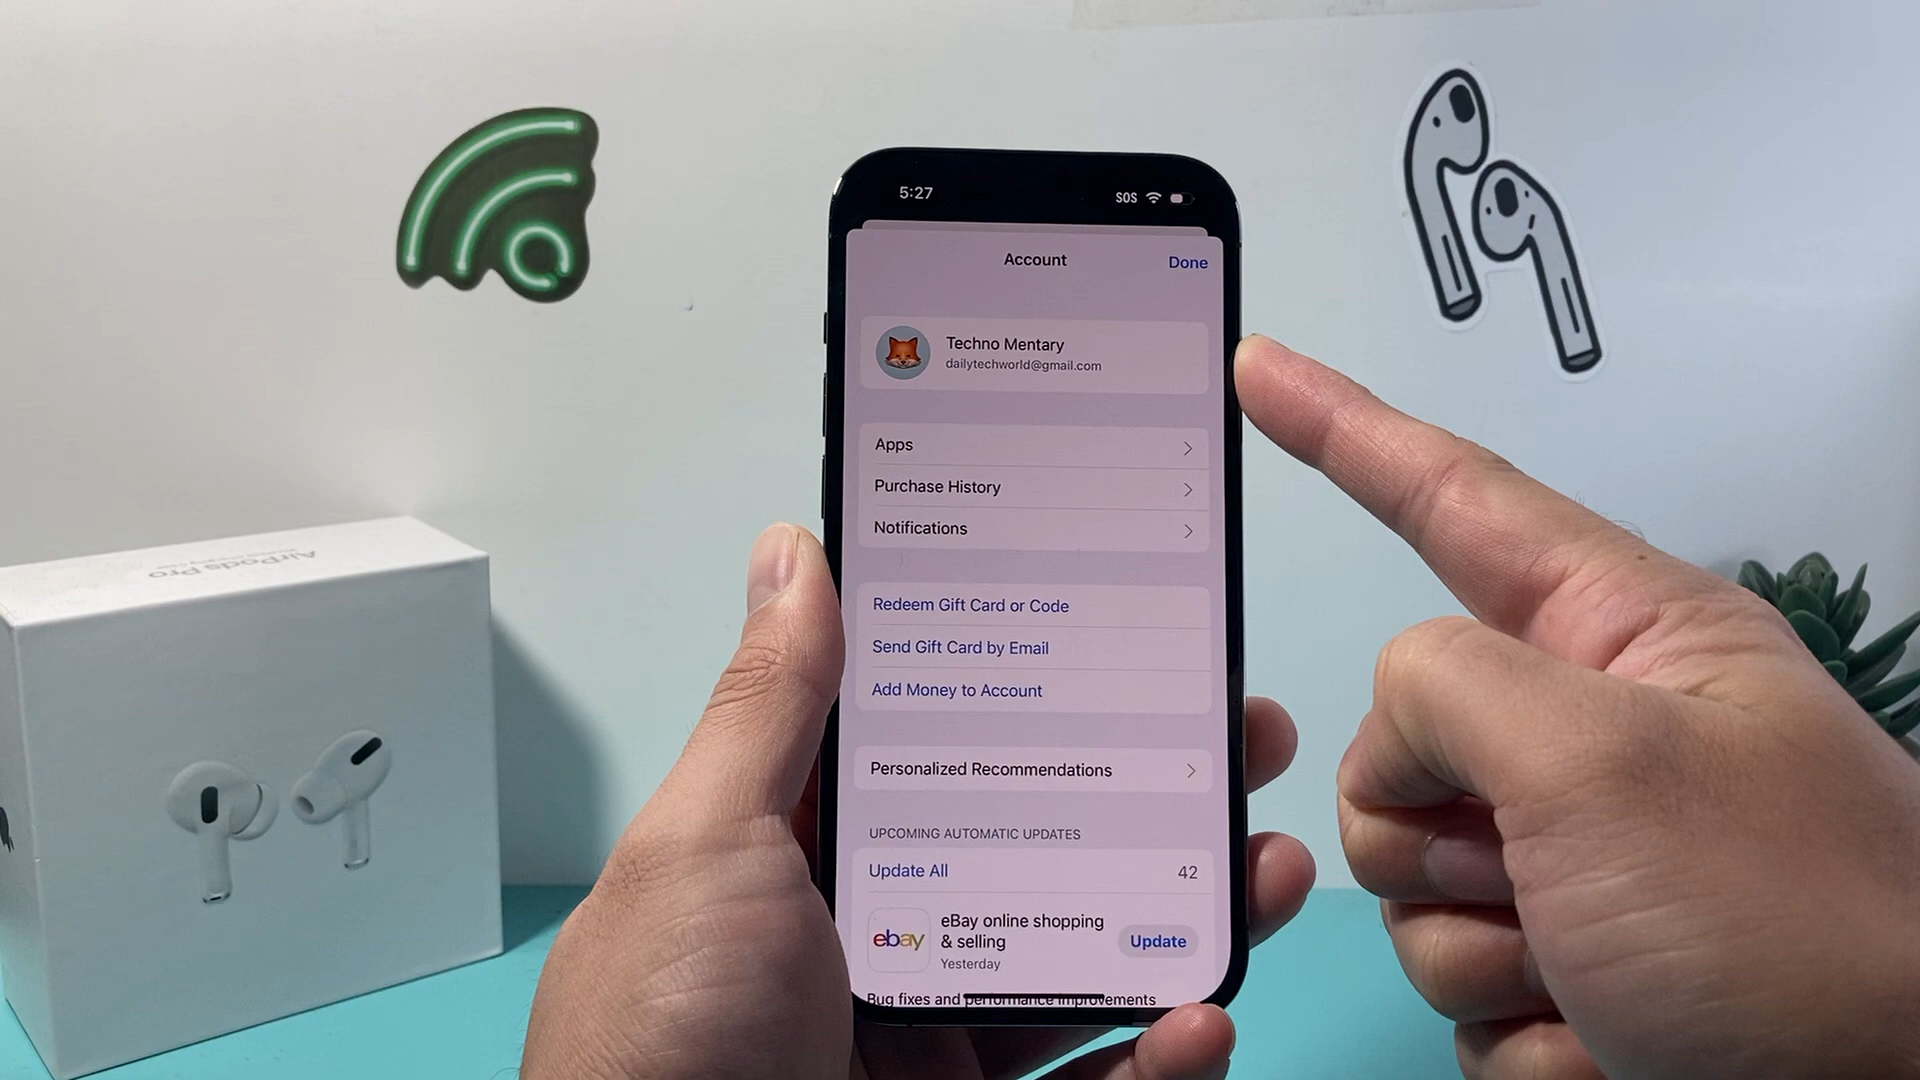 5:27
SOS
Account
Done
Techno Mentary
dailytechworld@gmail.com
Apps
Purchase History
Notifications
Redeem Gift Card or Code
Send Gift Card by Email
Add Money to Account
Personalized Recommendations
UPCOMING AUTOMATIC UPDATES
Update All
42
eBay online shopping
& selling
Yesterday
ebay
Update
Bug fixes and performance improvements
AirPods Pro